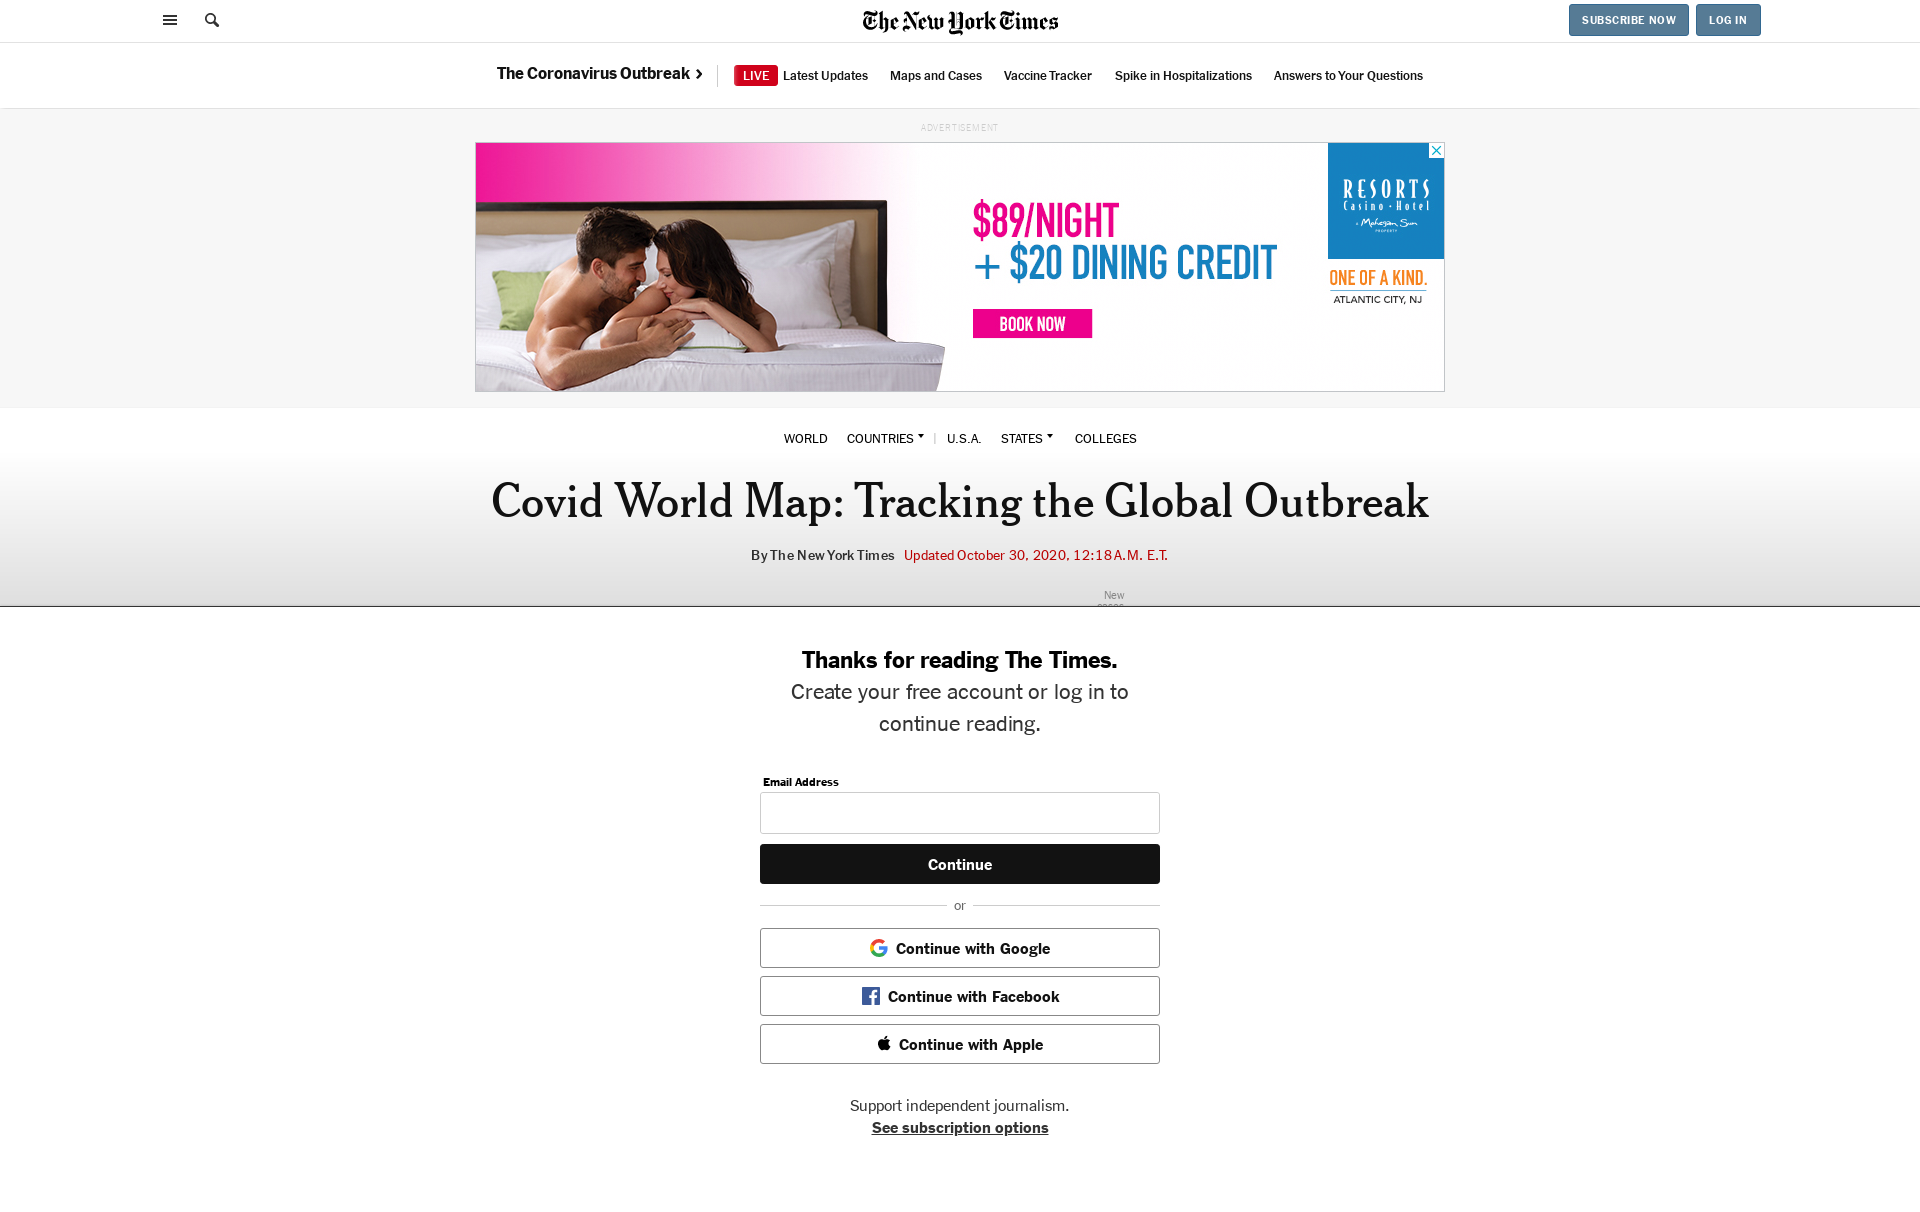 The New York Times
SUBSCRIBE NOW
LOG IN
The Coronavirus Outbreak
LIVE Latest Updates
Maps and Cases
Vaccine Tracker
Spike in Hospitalizations
Answers to Your Questions
ADVERTISEMENT
$89/NIGHT
+ $20 DINING CREDIT
BOOK NOW
RESORTS
Casino · Hotel
a Mohegan Sun
PROPERTY
ONE OF A KIND.
ATLANTIC CITY, NJ
WORLD COUNTRIES | U.S.A. STATES COLLEGES
Covid World Map: Tracking the Global Outbreak
By The New York Times Updated October 30, 2020, 12:18 A.M. E.T.
New
Thanks for reading The Times.
Create your free account or log in to
continue reading.
Email Address
Continue
or
Continue with Google
Continue with Facebook
Continue with Apple
Support independent journalism.
See subscription options